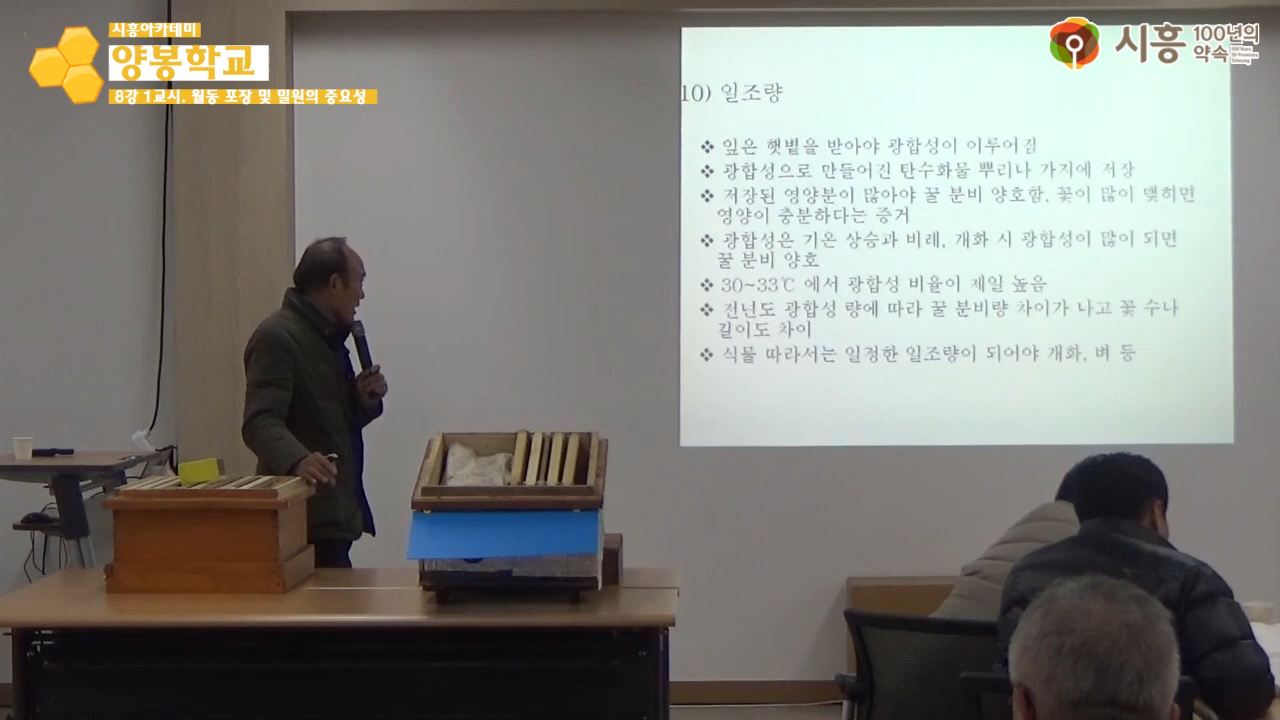 시흥아카데미
양봉학교
8강 1교시. 월동 포장 및 밀원의 중요성
시흥 100년의 약속
10) 일조량
❖ 잎은 햇볕을 받아야 광합성이 이루어짐
❖ 광합성으로 만들어진 탄수화물 뿌리나 가지에 저장
❖ 저장된 영양분이 많아야 꿀 분비 양호함, 꽃이 많이 맺히면
영양이 충분하다는 증거
❖ 광합성은 기온 상승과 비례, 개화 시 광합성이 많이 되면
꿀 분비 양호
❖ 30~33℃ 에서 광합성 비율이 제일 높음
❖ 전년도 광합성 량에 따라 꿀 분비량 차이가 나고 꽃 수나
길이도 차이
❖ 식물 따라서는 일정한 일조량이 되어야 개화, 벼 등